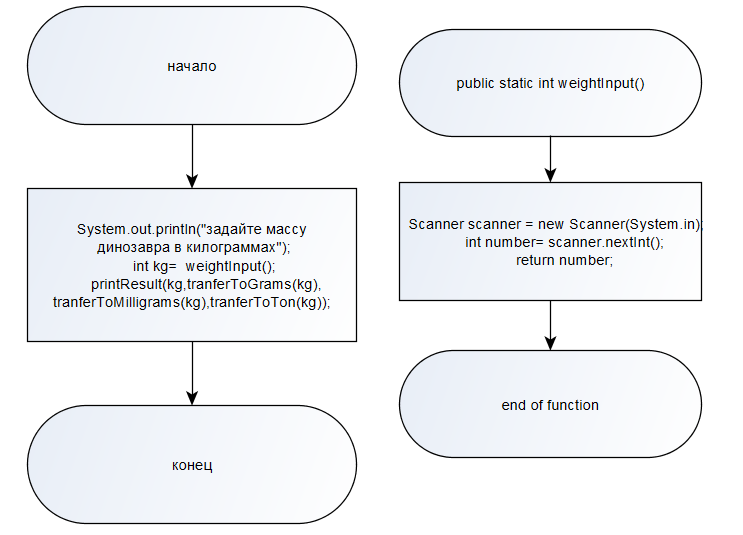 начало
System.out.println("задайте массу
динозавра в килограммах");
int kg= weightInput();
printResult(kg,tranferToGrams(kg),
tranferToMilligrams(kg),tranferToTon(kg));
конец
public static int weightInput()
Scanner scanner = new Scanner(System.in);
int number= scanner.nextInt();
return number;
end of function